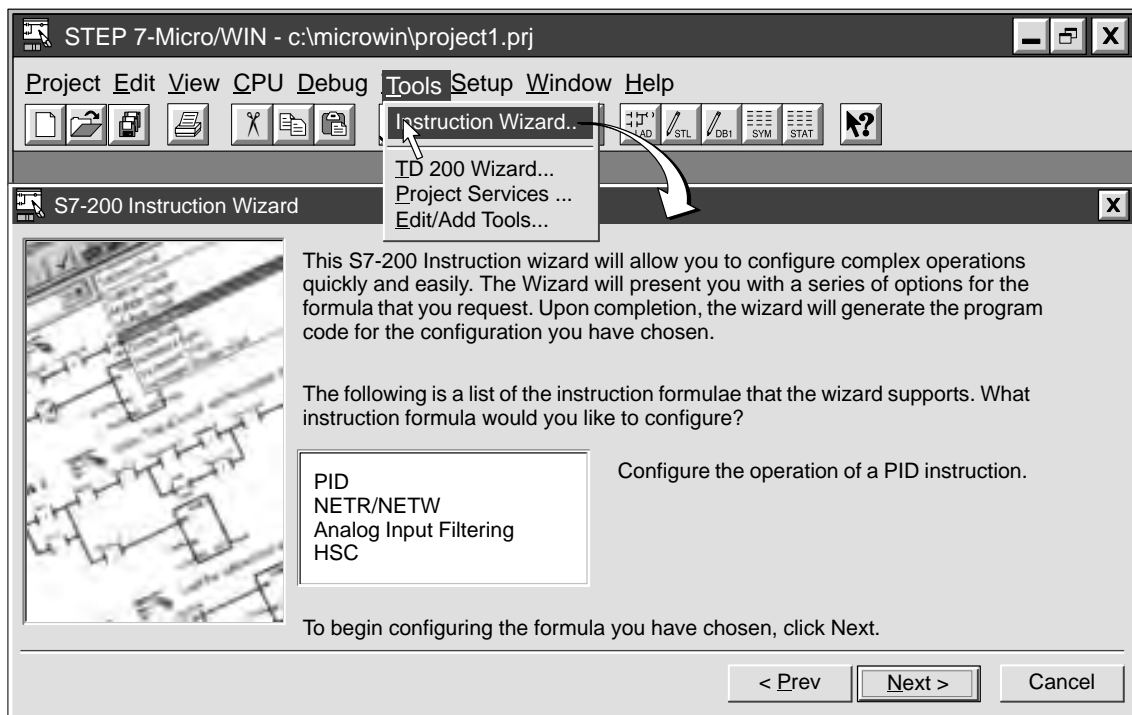 STEP 7-Micro/WIN - c:\microwin\project1.prj
Project Edit View CPU Debug Tools Setup Window Help
LAD STL DB1 SYM STAT
Instruction Wizard..
TD 200 Wizard...
Project Services ...
Edit/Add Tools...
S7-200 Instruction Wizard
This S7-200 Instruction wizard will allow you to configure complex operations
quickly and easily. The Wizard will present you with a series of options for the
formula that you request. Upon completion, the wizard will generate the program
code for the configuration you have chosen.
The following is a list of the instruction formulae that the wizard supports. What
instruction formula would you like to configure?
PID
NETR/NETW
Analog Input Filtering
HSC
Configure the operation of a PID instruction.
To begin configuring the formula you have chosen, click Next.
< Prev
Next >
Cancel